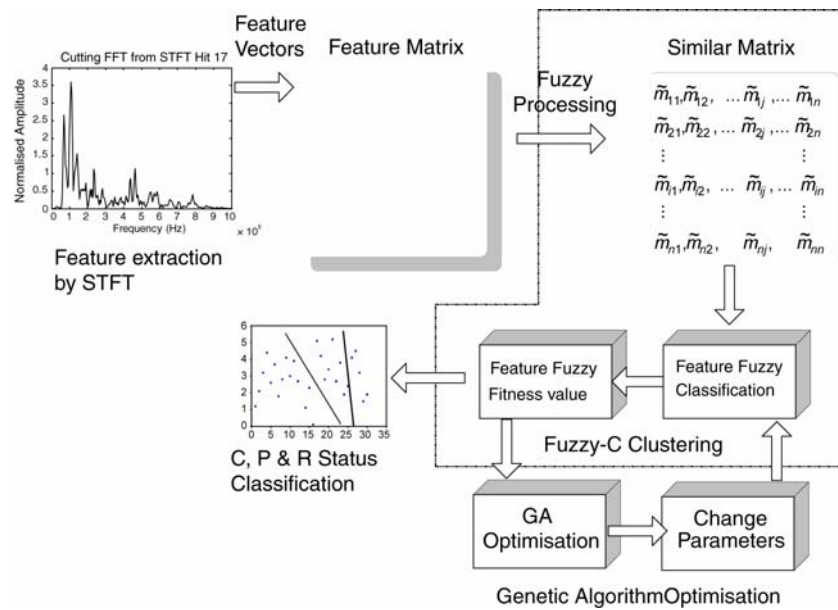 Feature
Vectors
Feature Matrix
Similar Matrix
Cutting FFT from STFT Hit 17
Normalised Amplitude
4
3.5
3
2.5
2
1.5
1
0.5
0
0 1 2 3 4 5 6 7 8 9 10
Frequency (Hz)
× 10⁵
Feature extraction
by STFT
Fuzzy
Processing
m̃11,m̃12, ... m̃1j ,... m̃1n
m̃21,m̃22 , ... m̃2j ,... m̃2n
⋮ ⋮
m̃i1,m̃i2 ... m̃ij ,... m̃in
⋮ ⋮
m̃n1,m̃n2, m̃nj, m̃nn
6
5
4
3
2
1
0
0 5 10 15 20 25 30 35
C, P & R Status
Classification
Feature Fuzzy
Fitness value
Feature Fuzzy
Classification
Fuzzy-C Clustering
GA
Optimisation
Change
Parameters
Genetic AlgorithmOptimisation